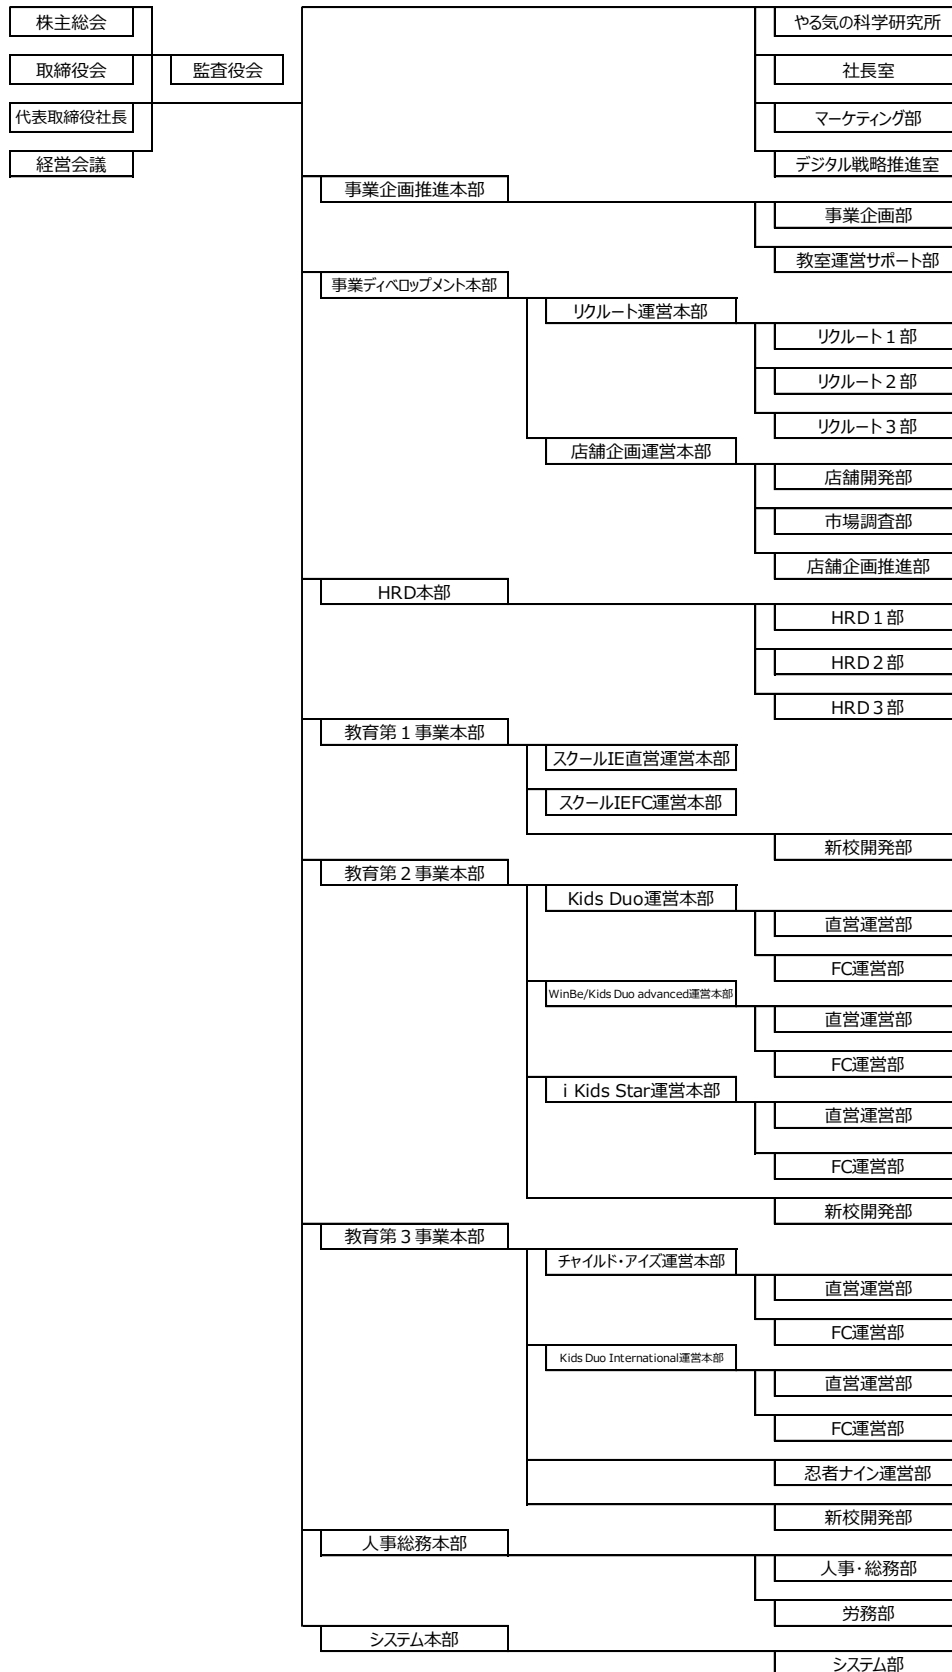 株主総会
やる気の科学研究所
取締役会
監査役会
社長室
代表取締役社長
マーケティング部
経営会議
デジタル戦略推進室
事業企画推進本部
事業企画部
教室運営サポート部
事業ディベロップメント本部
リクルート運営本部
リクルート1部
リクルート2部
リクルート3部
店舗企画運営本部
店舗開発部
市場調査部
店舗企画推進部
HRD本部
HRD1部
HRD2部
HRD3部
教育第1事業本部
スクールIE直営運営本部
スクールIEFC運営本部
新校開発部
教育第2事業本部
Kids Duo運営本部
直営運営部
FC運営部
WinBe/Kids Duo advanced運営本部
直営運営部
FC運営部
i Kids Star運営本部
直営運営部
FC運営部
新校開発部
教育第3事業本部
チャイルド・アイズ運営本部
直営運営部
FC運営部
Kids Duo International運営本部
直営運営部
FC運営部
忍者ナイン運営部
新校開発部
人事総務本部
人事・総務部
労務部
システム本部
システム部